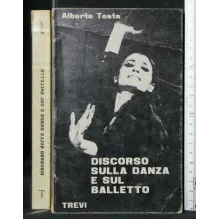 Alberto Testa
DISCORSO
SULLA DANZA
E SUL
BALLETTO
TREVI
DISCORSO SULLA DANZA E SUL BALLETTO
T